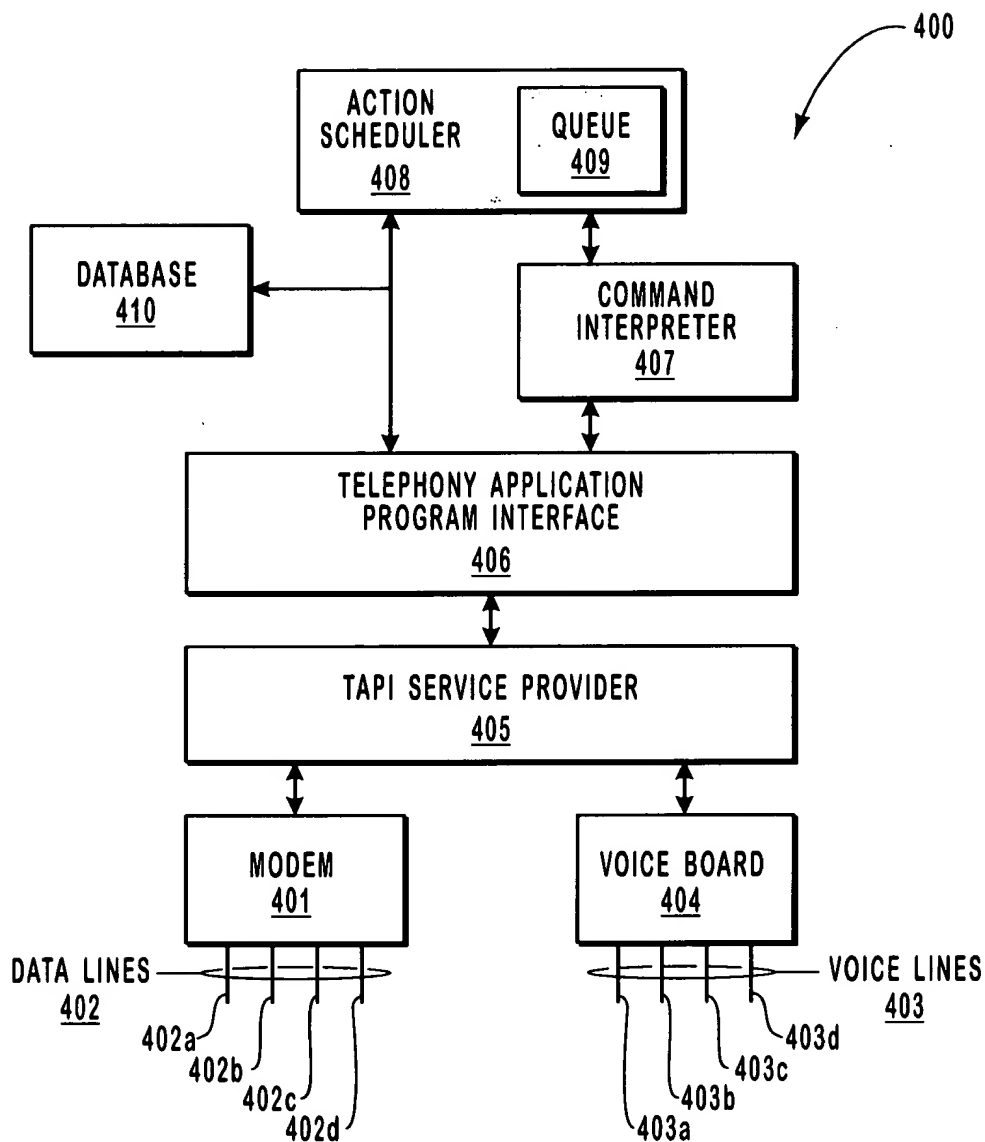 400
ACTION
SCHEDULER
408
QUEUE
409
DATABASE
410
COMMAND
INTERPRETER
407
TELEPHONY APPLICATION
PROGRAM INTERFACE
406
TAPI SERVICE PROVIDER
405
MODEM
401
VOICE BOARD
404
DATA LINES
402
VOICE LINES
403
402a
402b
402c
402d
403d
403c
403b
403a